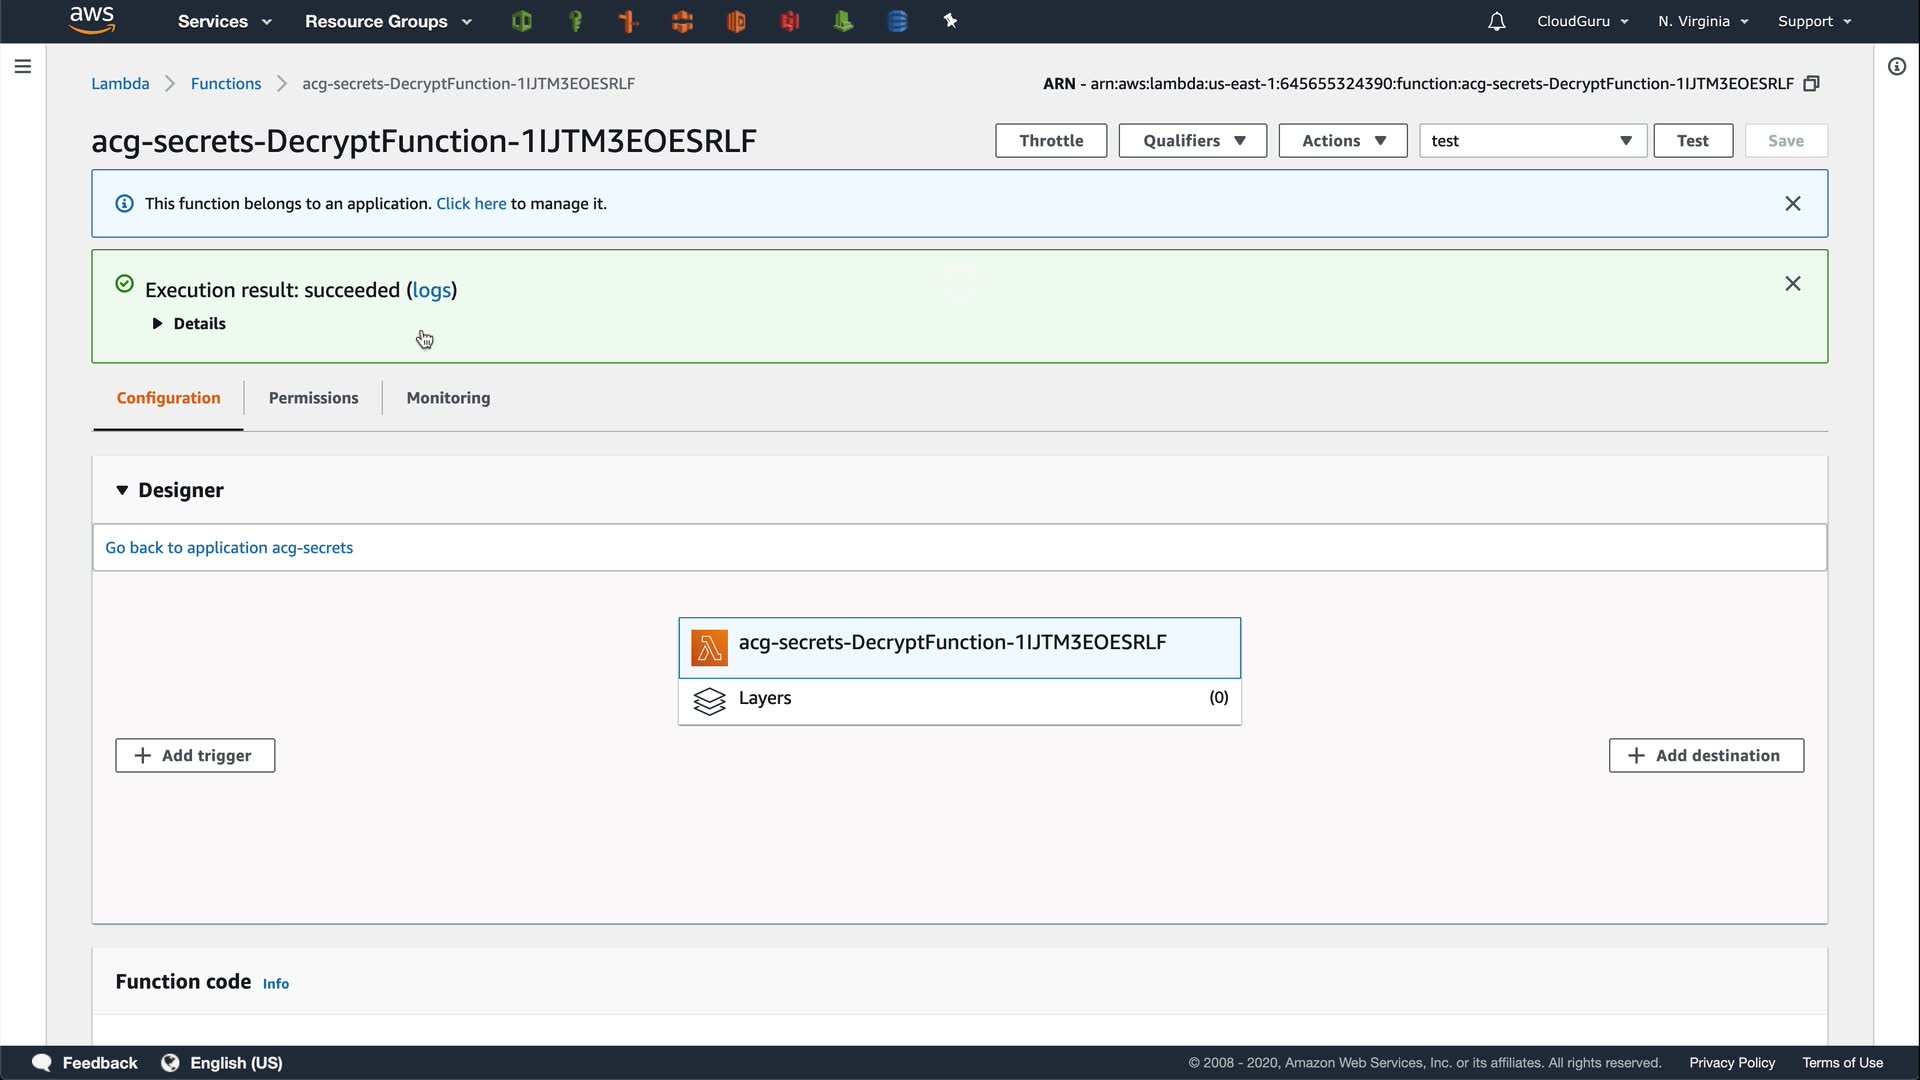 aws
Services
Resource Groups
CloudGuru
N. Virginia
Support
Lambda
Functions
acg-secrets-DecryptFunction-1IJTM3EOESRLF
ARN - arn:aws:lambda:us-east-1:645655324390:function:acg-secrets-DecryptFunction-1IJTM3EOESRLF
acg-secrets-DecryptFunction-1IJTM3EOESRLF
Throttle
Qualifiers
Actions
test
Test
Save
This function belongs to an application. Click here to manage it.
Execution result: succeeded (logs)
Details
Configuration
Permissions
Monitoring
Designer
Go back to application acg-secrets
acg-secrets-DecryptFunction-1IJTM3EOESRLF
Layers
(0)
+ Add trigger
+ Add destination
Function code Info
Feedback
English (US)
© 2008 - 2020, Amazon Web Services, Inc. or its affiliates. All rights reserved.
Privacy Policy
Terms of Use